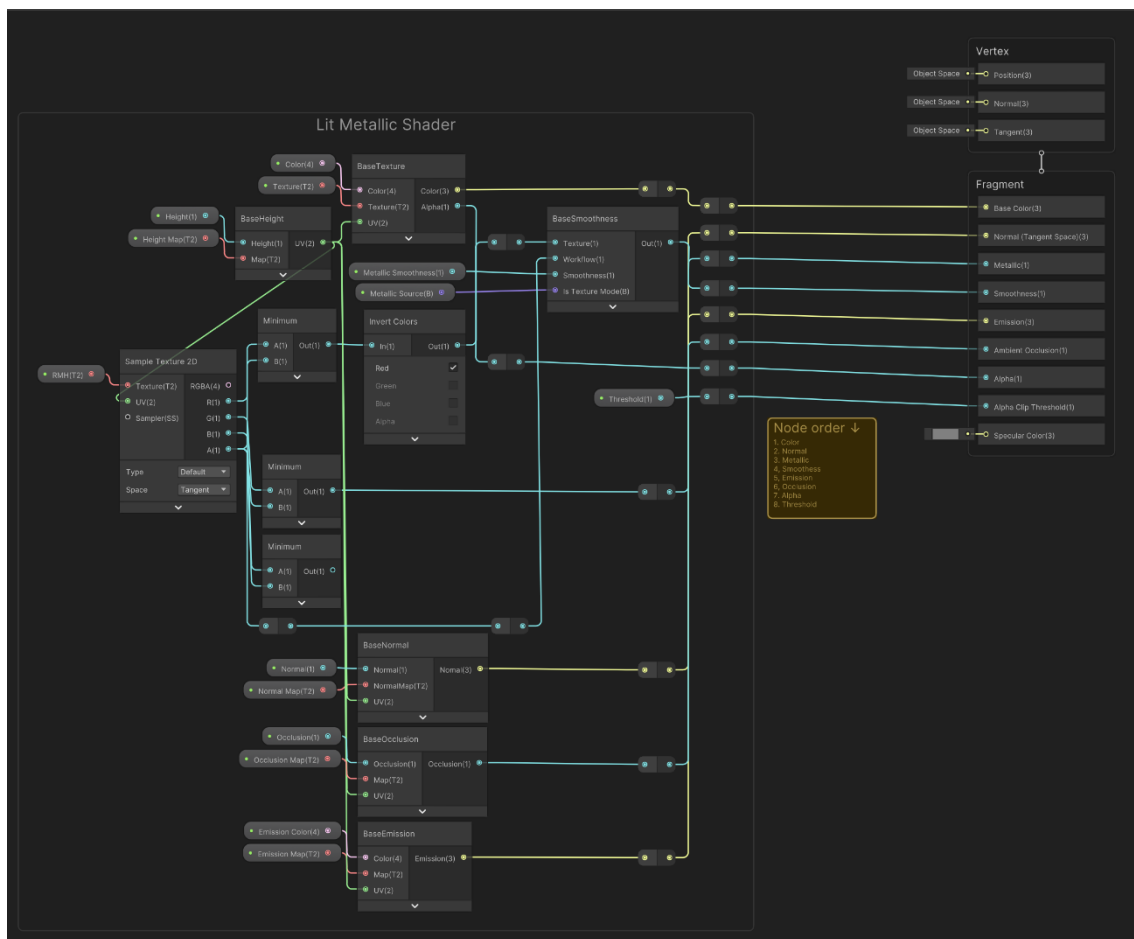 Vertex
Object Space
Position(3)
Object Space
Normal(3)
Object Space
Tangent(3)
Fragment
Base Color(3)
Normal (Tangent Space)(3)
Metallic(1)
Smoothness(1)
Emission(3)
Ambient Occlusion(1)
Alpha(1)
Alpha Clip Threshold(1)
Specular Color(3)
Lit Metallic Shader
Color(4)
Texture(T2)
BaseTexture
Color(4) Color(3)
Texture(T2) Alpha(1)
UV(2)
Height(1)
Height Map(T2)
BaseHeight
Height(1) UV(2)
Map(T2)
BaseSmoothness
Texture(1) Out(1)
Workflow(1)
Smoothness(1)
Is Texture Mode(B)
Metallic Smoothness(1)
Metallic Source(B)
Minimum
A(1) Out(1)
B(1)
Invert Colors
In(1) Out(1)
Red
Green
Blue
Alpha
RMH(T2)
Sample Texture 2D
Texture(T2) RGBA(4)
UV(2) R(1)
Sampler(SS) G(1)
B(1)
A(1)
Type Default
Space Tangent
Threshold(1)
Node order ↓
1. Color
2. Normal
3. Metallic
4. Smootness
5, Emission
6, Occlusion
7. Alpha
8. Threshold
Minimum
A(1) Out(1)
B(1)
Minimum
A(1) Out(1)
B(1)
Normal(1)
Normal Map(T2)
BaseNormal
Normal(1) Nomal(3)
NormalMap(T2)
UV(2)
Occlusion(1)
Occlusion Map(T2)
BaseOcclusion
Occlusion(1) Occlusion(1)
Map(T2)
UV(2)
Emission Color(4)
Emission Map(T2)
BaseEmission
Color(4) Emission(3)
Map(T2)
UV(2)